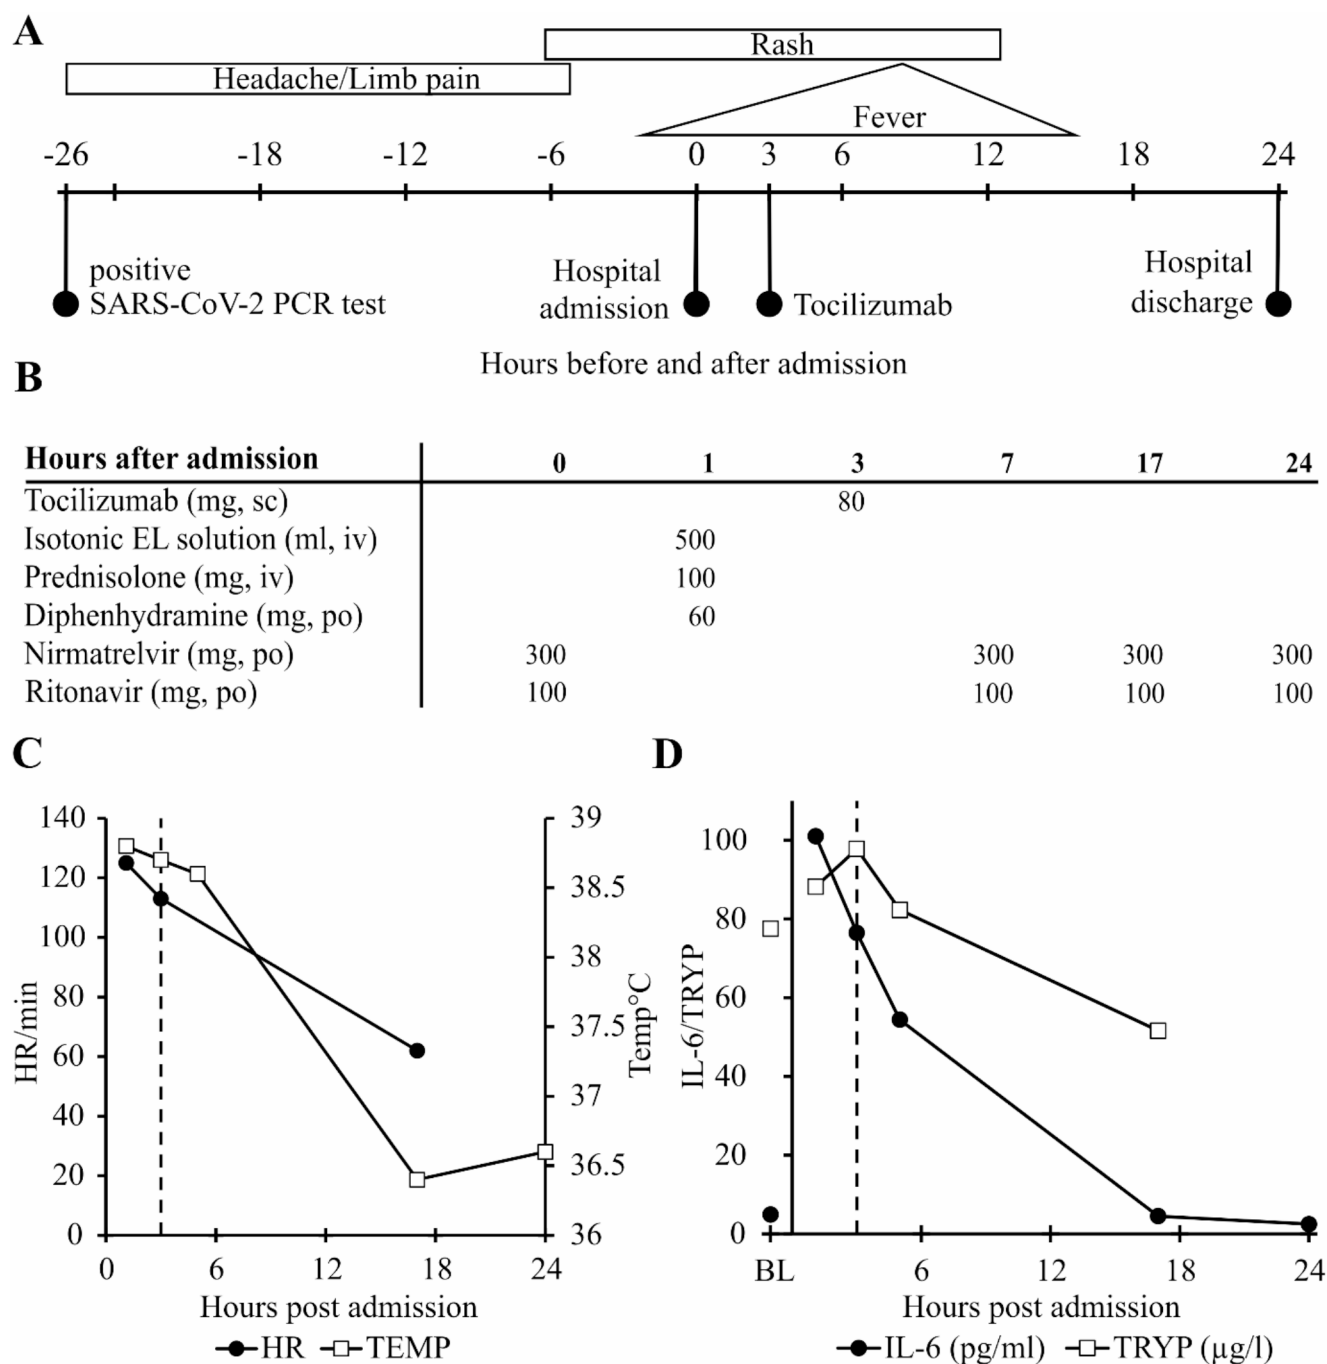 A
Rash
Headache/Limb pain
Fever
-26 -18 -12 -6 0 3 6 12 18 24
positive
SARS-CoV-2 PCR test
Hospital
admission
Tocilizumab
Hospital
discharge
Hours before and after admission
B
Hours after admission 0 1 3 7 17 24
Tocilizumab (mg, sc) 80
Isotonic EL solution (ml, iv) 500
Prednisolone (mg, iv) 100
Diphenhydramine (mg, po) 60
Nirmatrelvir (mg, po) 300 300 300 300
Ritonavir (mg, po) 100 100 100 100
C
HR/min
140
120
100
80
60
40
20
0
Temp°C
39
38.5
38
37.5
37
36.5
36
0 6 12 18 24
Hours post admission
HR TEMP
D
IL-6/TRYP
100
80
60
40
20
0
BL 6 12 18 24
Hours post admission
IL-6 (pg/ml) TRYP (µg/l)